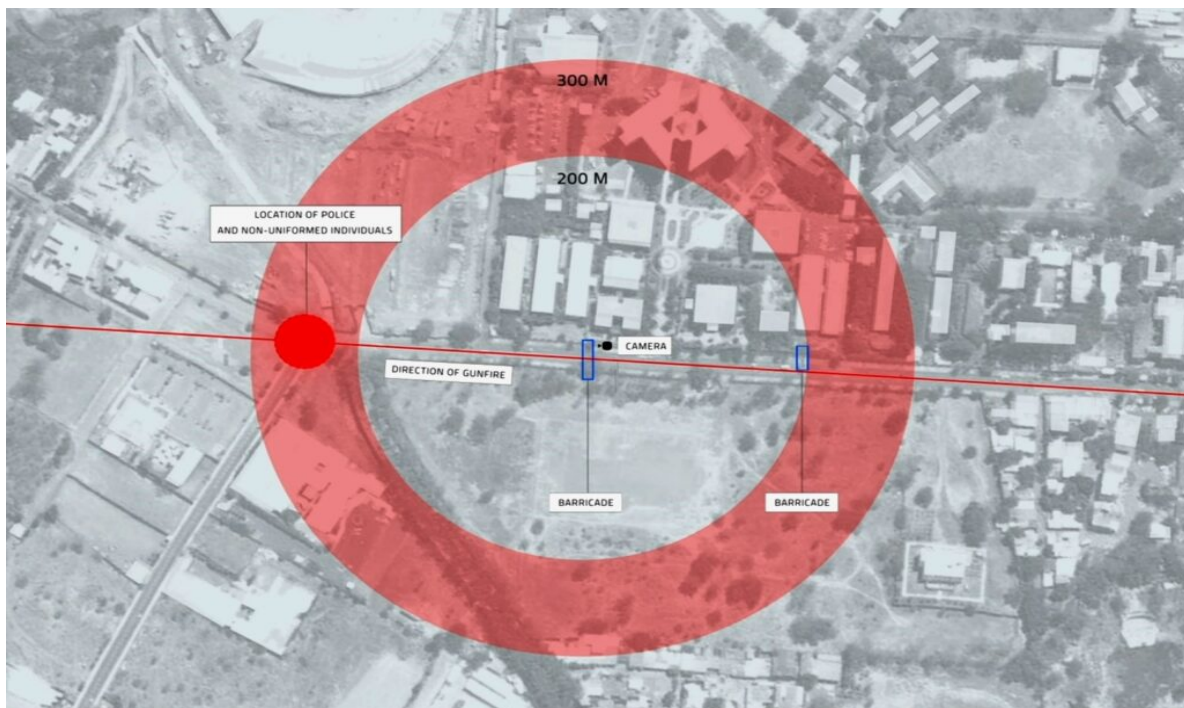 300 M
200 M
LOCATION OF POLICE
AND NON-UNIFORMED INDIVIDUALS
CAMERA
DIRECTION OF GUNFIRE
BARRICADE
BARRICADE